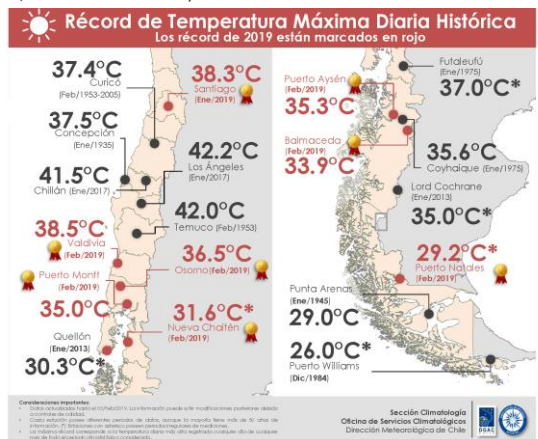 Récord de Temperatura Máxima Diaria Histórica
Los récord de 2019 están marcados en rojo
37.4°C
Curicó
(Feb/1953-2005)
38.3°C
Santiago
(Ene/2019)
37.5°C
Concepción
(Ene/1935)
42.2°C
Los Ángeles
(Ene/2017)
41.5°C
Chillán (Ene/2017)
42.0°C
Temuco (Feb/1953)
38.5°C
Valdivia
(Feb/2019)
36.5°C
Osorno (Feb/2019)
Puerto Montt
(Feb/2019)
35.0°C
31.6°C*
Nueva Chaitén
(Feb/2019)
Quellón
(Ene/2013)
30.3°C*
Futaleufú
(Ene/1975)
37.0°C*
Puerto Aysén
(Feb/2019)
35.3°C
Balmaceda
(Feb/2019)
33.9°C
35.6°C
Coyhaique (Ene/1975)
Lord Cochrane
(Ene/2013)
35.0°C*
29.2°C*
Puerto Natales
(Feb/2019)
Punta Arenas
(Ene/1945)
29.0°C
26.0°C*
Puerto Williams
(Dic/1984)
Consideraciones importantes:
Sección Climatología
Oficina de Servicios Climatológicos
Dirección Meteorológica de Chile
DGAC